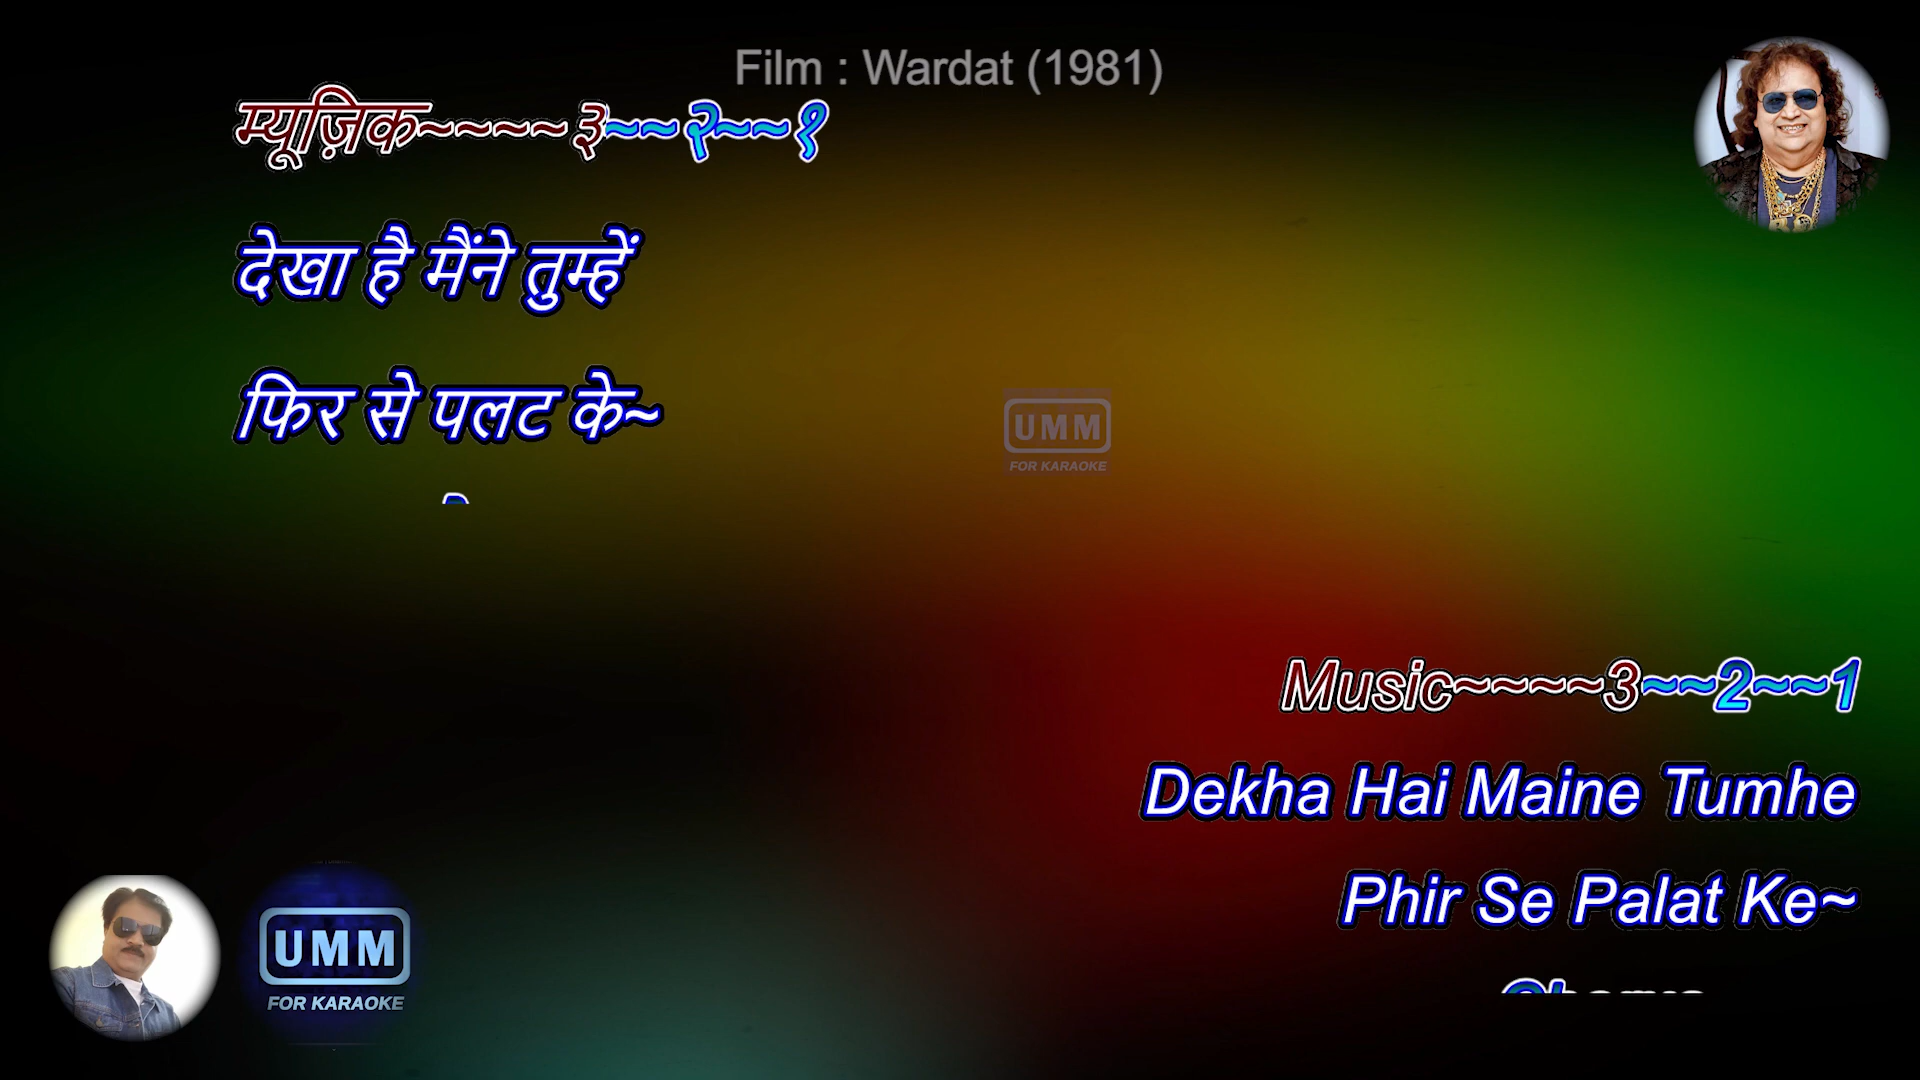 Film : Wardat (1981)
म्यूज़िक~~~~३~~२~~१
देखा है मैंने तुम्हें
फिर से पलट के~
UMM
FOR KARAOKE
Music~~~~3~~2~~1
Dekha Hai Maine Tumhe
Phir Se Palat Ke~
UMM
FOR KARAOKE